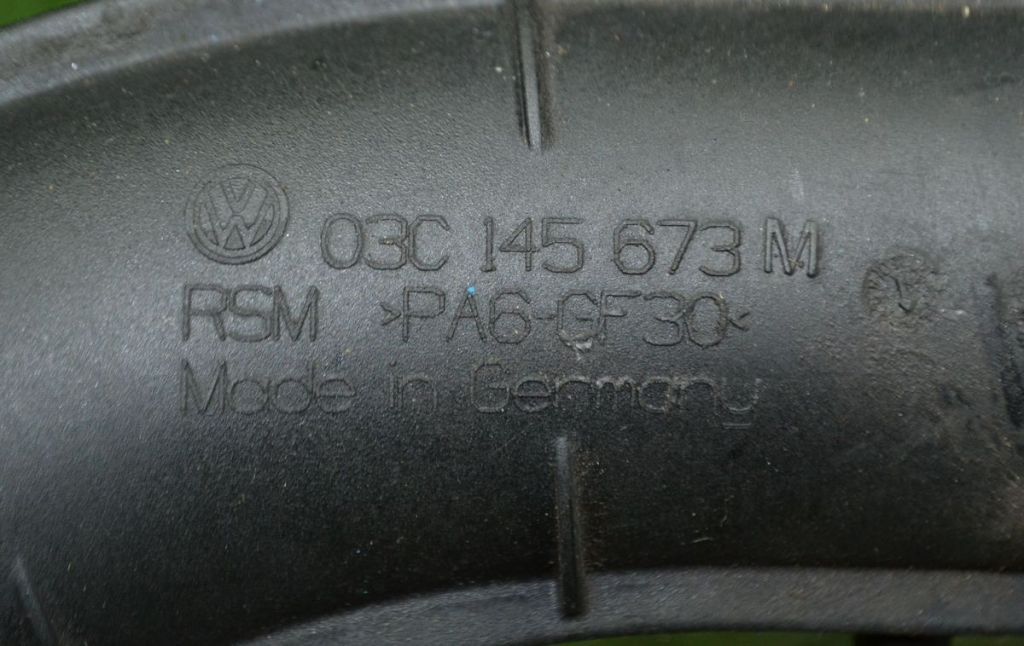 03C 145 673 M
RSM >PA6-GF30<
Made in Germany